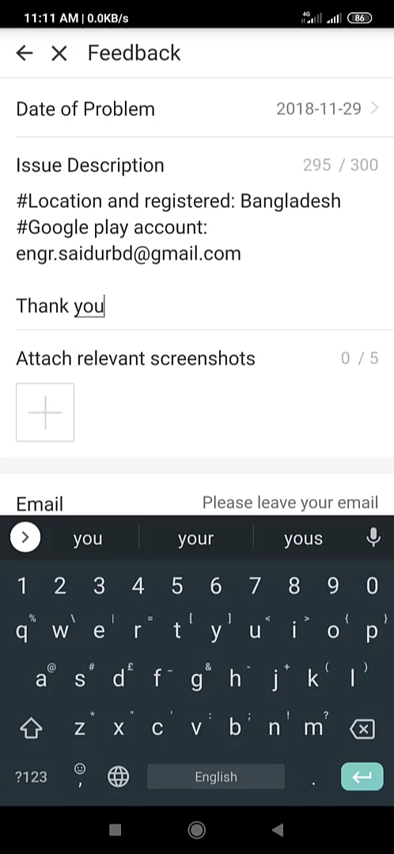 11:11 AM | 0.0KB/s 4G 86
Feedback
Date of Problem 2018-11-29
Issue Description 295 / 300
#Location and registered: Bangladesh
#Google play account:
engr.saidurbd@gmail.com
Thank you
Attach relevant screenshots 0 / 5
Email Please leave your email
you your yous
1 2 3 4 5 6 7 8 9 0
% \ | = [ ] < > { }
q w e r t y u i o p
@ # £ - & - + ( )
a s d f g h j k l
* " ' : ; ! ?
z x c v b n m
?123 , English .